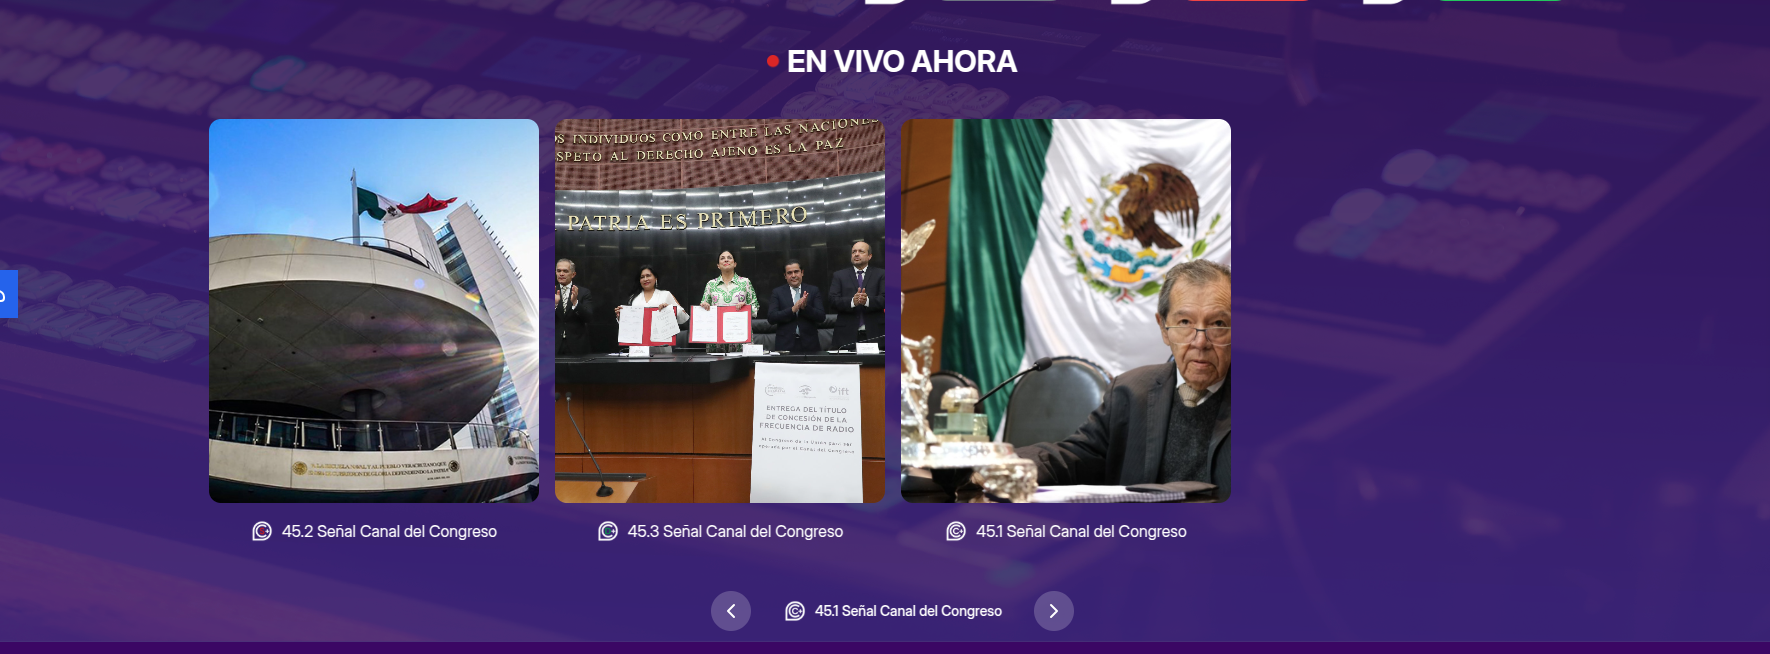 EN VIVO AHORA
OS INDIVIDUOS COMO ENTRE LAS NACIONES
SPETO AL DERECHO AJENO ES LA PAZ
PATRIA ES PRIMERO
ift
ENTREGA DEL TÍTULO
DE CONCESIÓN DE LA
FRECUENCIA DE RADIO
45.2 Señal Canal del Congreso
45.3 Señal Canal del Congreso
45.1 Señal Canal del Congreso
45.1 Señal Canal del Congreso